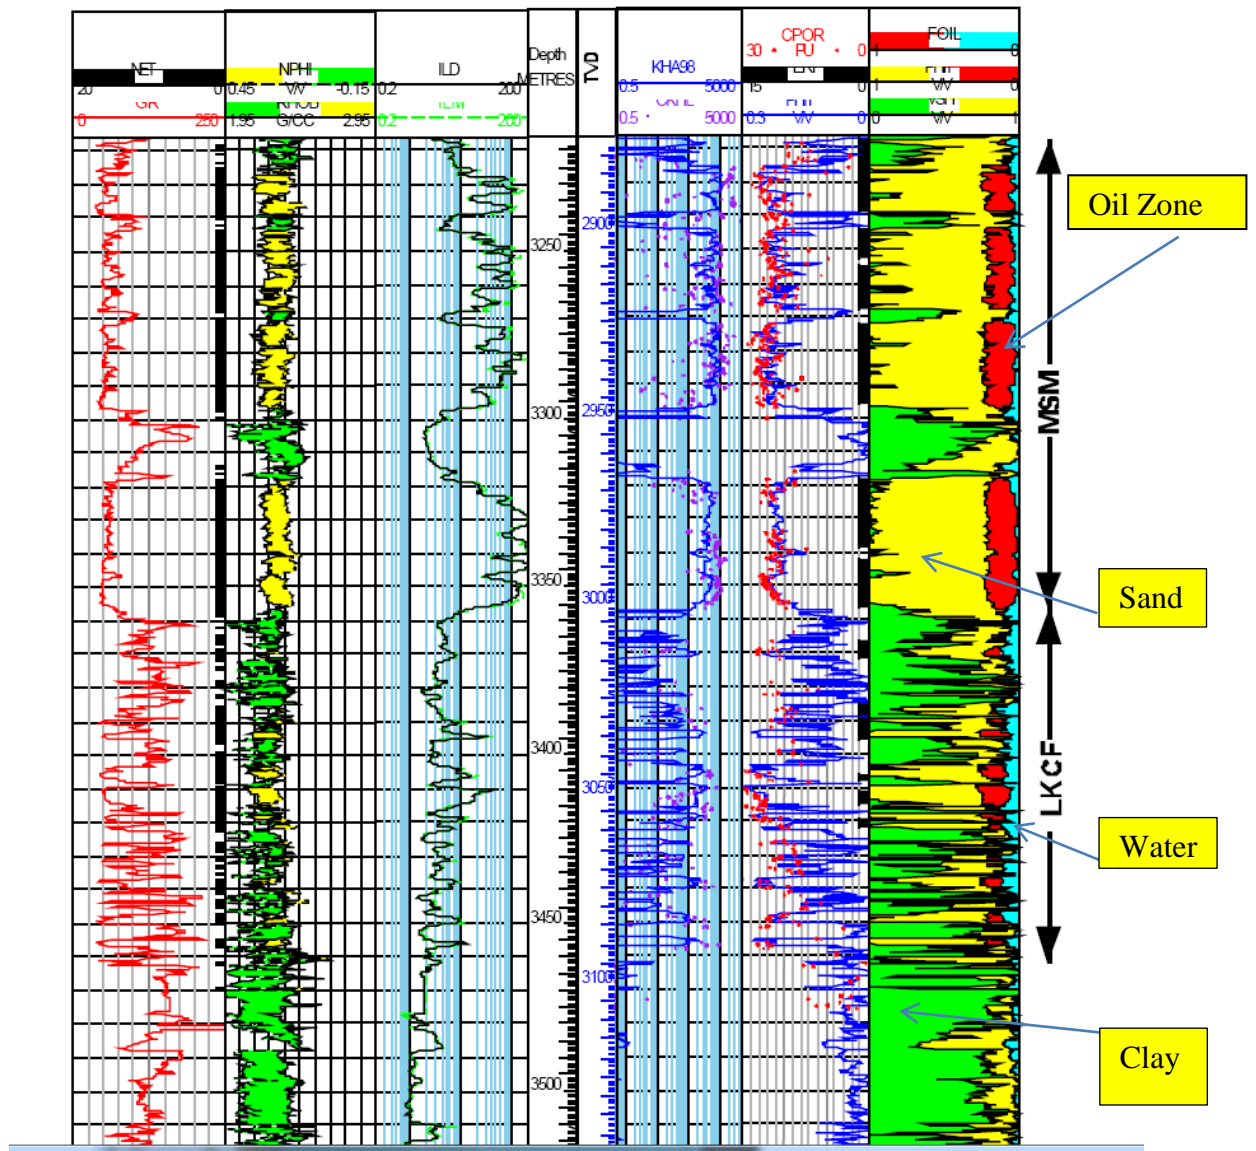 NET
20 0
GR
0 250
NPHI
0.45 V/V -0.15
RHOB
1.95 G/CC 2.95
ILD
0.2 200
ILM
0.2 200
Depth
METRES
TVD
KHA98
0.5 5000
CKHL
0.5 5000
CPOR
30 PU 0
15 0
PHIT
0.3 V/V 0
FOIL
1 0
PHIT
1 V/V 0
VSH
0 V/V 1
3250
3300
3350
3400
3450
3500
2900
2950
3000
3050
3100
MSM
LKCF
Oil Zone
Sand
Water
Clay